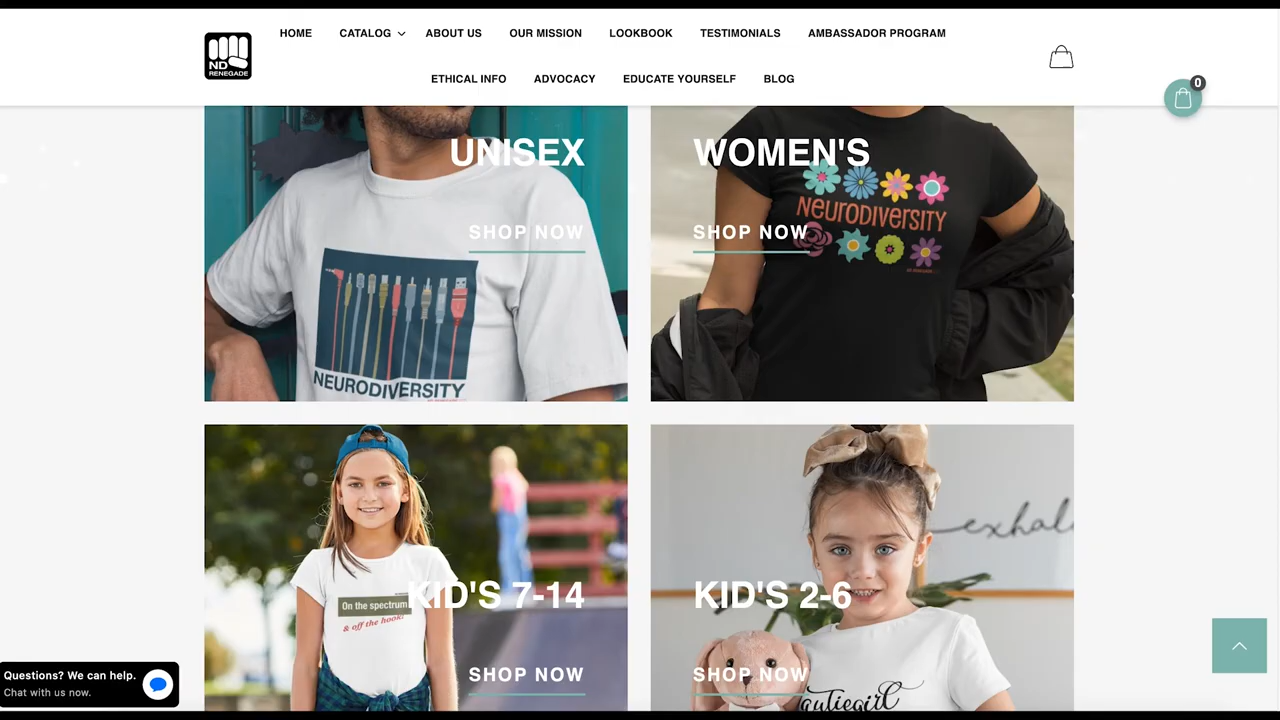 HOME CATALOG ABOUT US OUR MISSION LOOKBOOK TESTIMONIALS AMBASSADOR PROGRAM
ND
RENEGADE
ETHICAL INFO ADVOCACY EDUCATE YOURSELF BLOG
0
UNISEX
SHOP NOW
NEURODIVERSITY
WOMEN'S
NEURODIVERSITY
SHOP NOW
On the spectrum
& off the hook!
KID'S 7-14
SHOP NOW
exhal
KID'S 2-6
SHOP NOW
autiegirl
Questions? We can help.
Chat with us now.